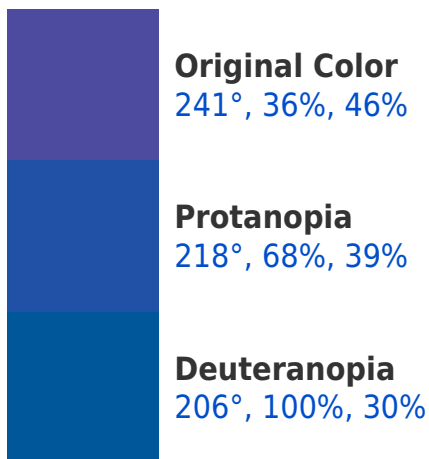 Original Color
241°, 36%, 46%
Protanopia
218°, 68%, 39%
Deuteranopia
206°, 100%, 30%